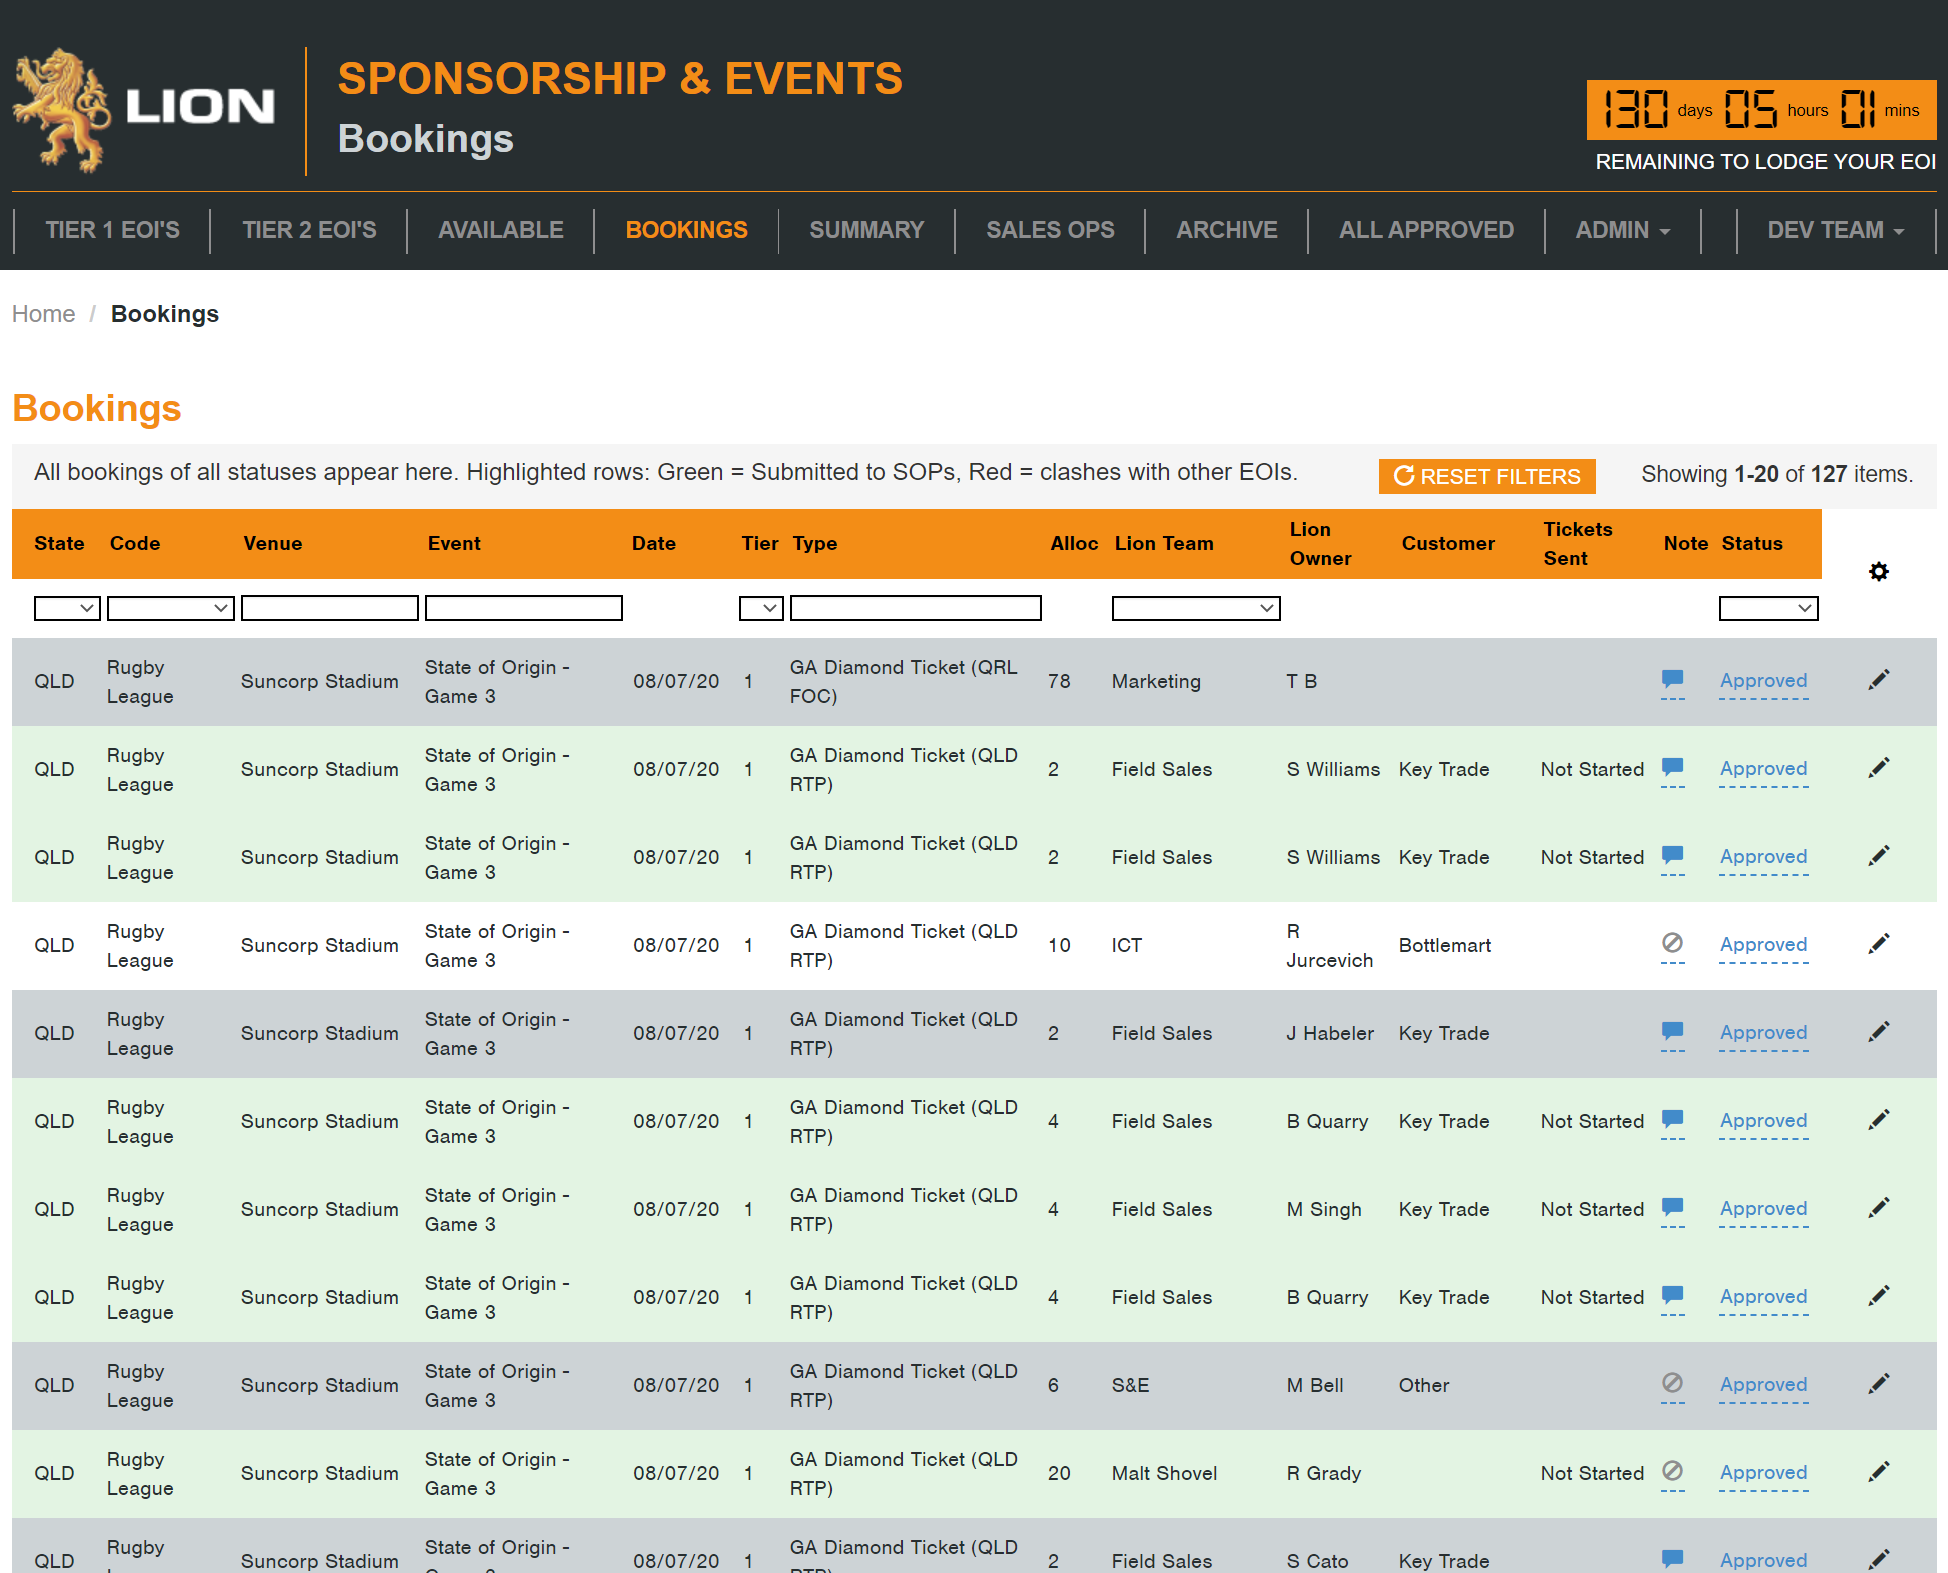 LION
SPONSORSHIP & EVENTS
Bookings
130 days 05 hours 01 mins
REMAINING TO LODGE YOUR EOI
TIER 1 EOI'S TIER 2 EOI'S AVAILABLE BOOKINGS SUMMARY SALES OPS ARCHIVE ALL APPROVED ADMIN DEV TEAM
Home / Bookings
Bookings
All bookings of all statuses appear here. Highlighted rows: Green = Submitted to SOPs, Red = clashes with other EOIs. RESET FILTERS Showing 1-20 of 127 items.
State Code Venue Event Date Tier Type Alloc Lion Team Lion Owner Customer Tickets Sent Note Status
QLD Rugby League Suncorp Stadium State of Origin - Game 3 08/07/20 1 GA Diamond Ticket (QRL FOC) 78 Marketing T B Approved
QLD Rugby League Suncorp Stadium State of Origin - Game 3 08/07/20 1 GA Diamond Ticket (QLD RTP) 2 Field Sales S Williams Key Trade Not Started Approved
QLD Rugby League Suncorp Stadium State of Origin - Game 3 08/07/20 1 GA Diamond Ticket (QLD RTP) 2 Field Sales S Williams Key Trade Not Started Approved
QLD Rugby League Suncorp Stadium State of Origin - Game 3 08/07/20 1 GA Diamond Ticket (QLD RTP) 10 ICT R Jurcevich Bottlemart Approved
QLD Rugby League Suncorp Stadium State of Origin - Game 3 08/07/20 1 GA Diamond Ticket (QLD RTP) 2 Field Sales J Habeler Key Trade Approved
QLD Rugby League Suncorp Stadium State of Origin - Game 3 08/07/20 1 GA Diamond Ticket (QLD RTP) 4 Field Sales B Quarry Key Trade Not Started Approved
QLD Rugby League Suncorp Stadium State of Origin - Game 3 08/07/20 1 GA Diamond Ticket (QLD RTP) 4 Field Sales M Singh Key Trade Not Started Approved
QLD Rugby League Suncorp Stadium State of Origin - Game 3 08/07/20 1 GA Diamond Ticket (QLD RTP) 4 Field Sales B Quarry Key Trade Not Started Approved
QLD Rugby League Suncorp Stadium State of Origin - Game 3 08/07/20 1 GA Diamond Ticket (QLD RTP) 6 S&E M Bell Other Approved
QLD Rugby League Suncorp Stadium State of Origin - Game 3 08/07/20 1 GA Diamond Ticket (QLD RTP) 20 Malt Shovel R Grady Not Started Approved
QLD Rugby Suncorp Stadium State of Origin - 08/07/20 1 GA Diamond Ticket (QLD 2 Field Sales S Cato Key Trade Approved